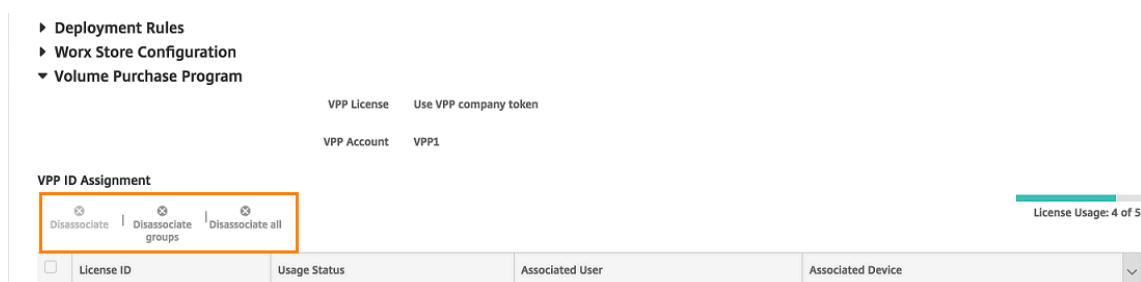 Deployment Rules
Worx Store Configuration
Volume Purchase Program
VPP License Use VPP company token
VPP Account VPP1
VPP ID Assignment
License Usage: 4 of 5
Disassociate | Disassociate groups | Disassociate all
License ID Usage Status Associated User Associated Device